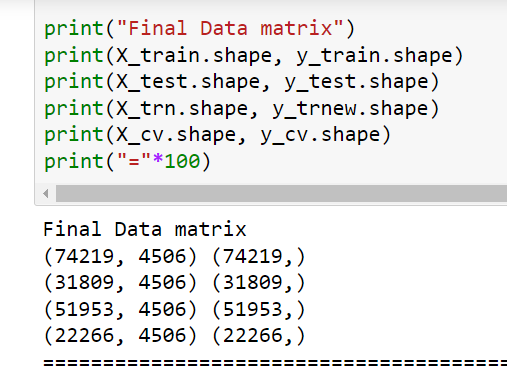 print("Final Data matrix")
print(X_train.shape, y_train.shape)
print(X_test.shape, y_test.shape)
print(X_trn.shape, y_trnew.shape)
print(X_cv.shape, y_cv.shape)
print("="*100)
Final Data matrix
(74219, 4506) (74219,)
(31809, 4506) (31809,)
(51953, 4506) (51953,)
(22266, 4506) (22266,)
=======================================